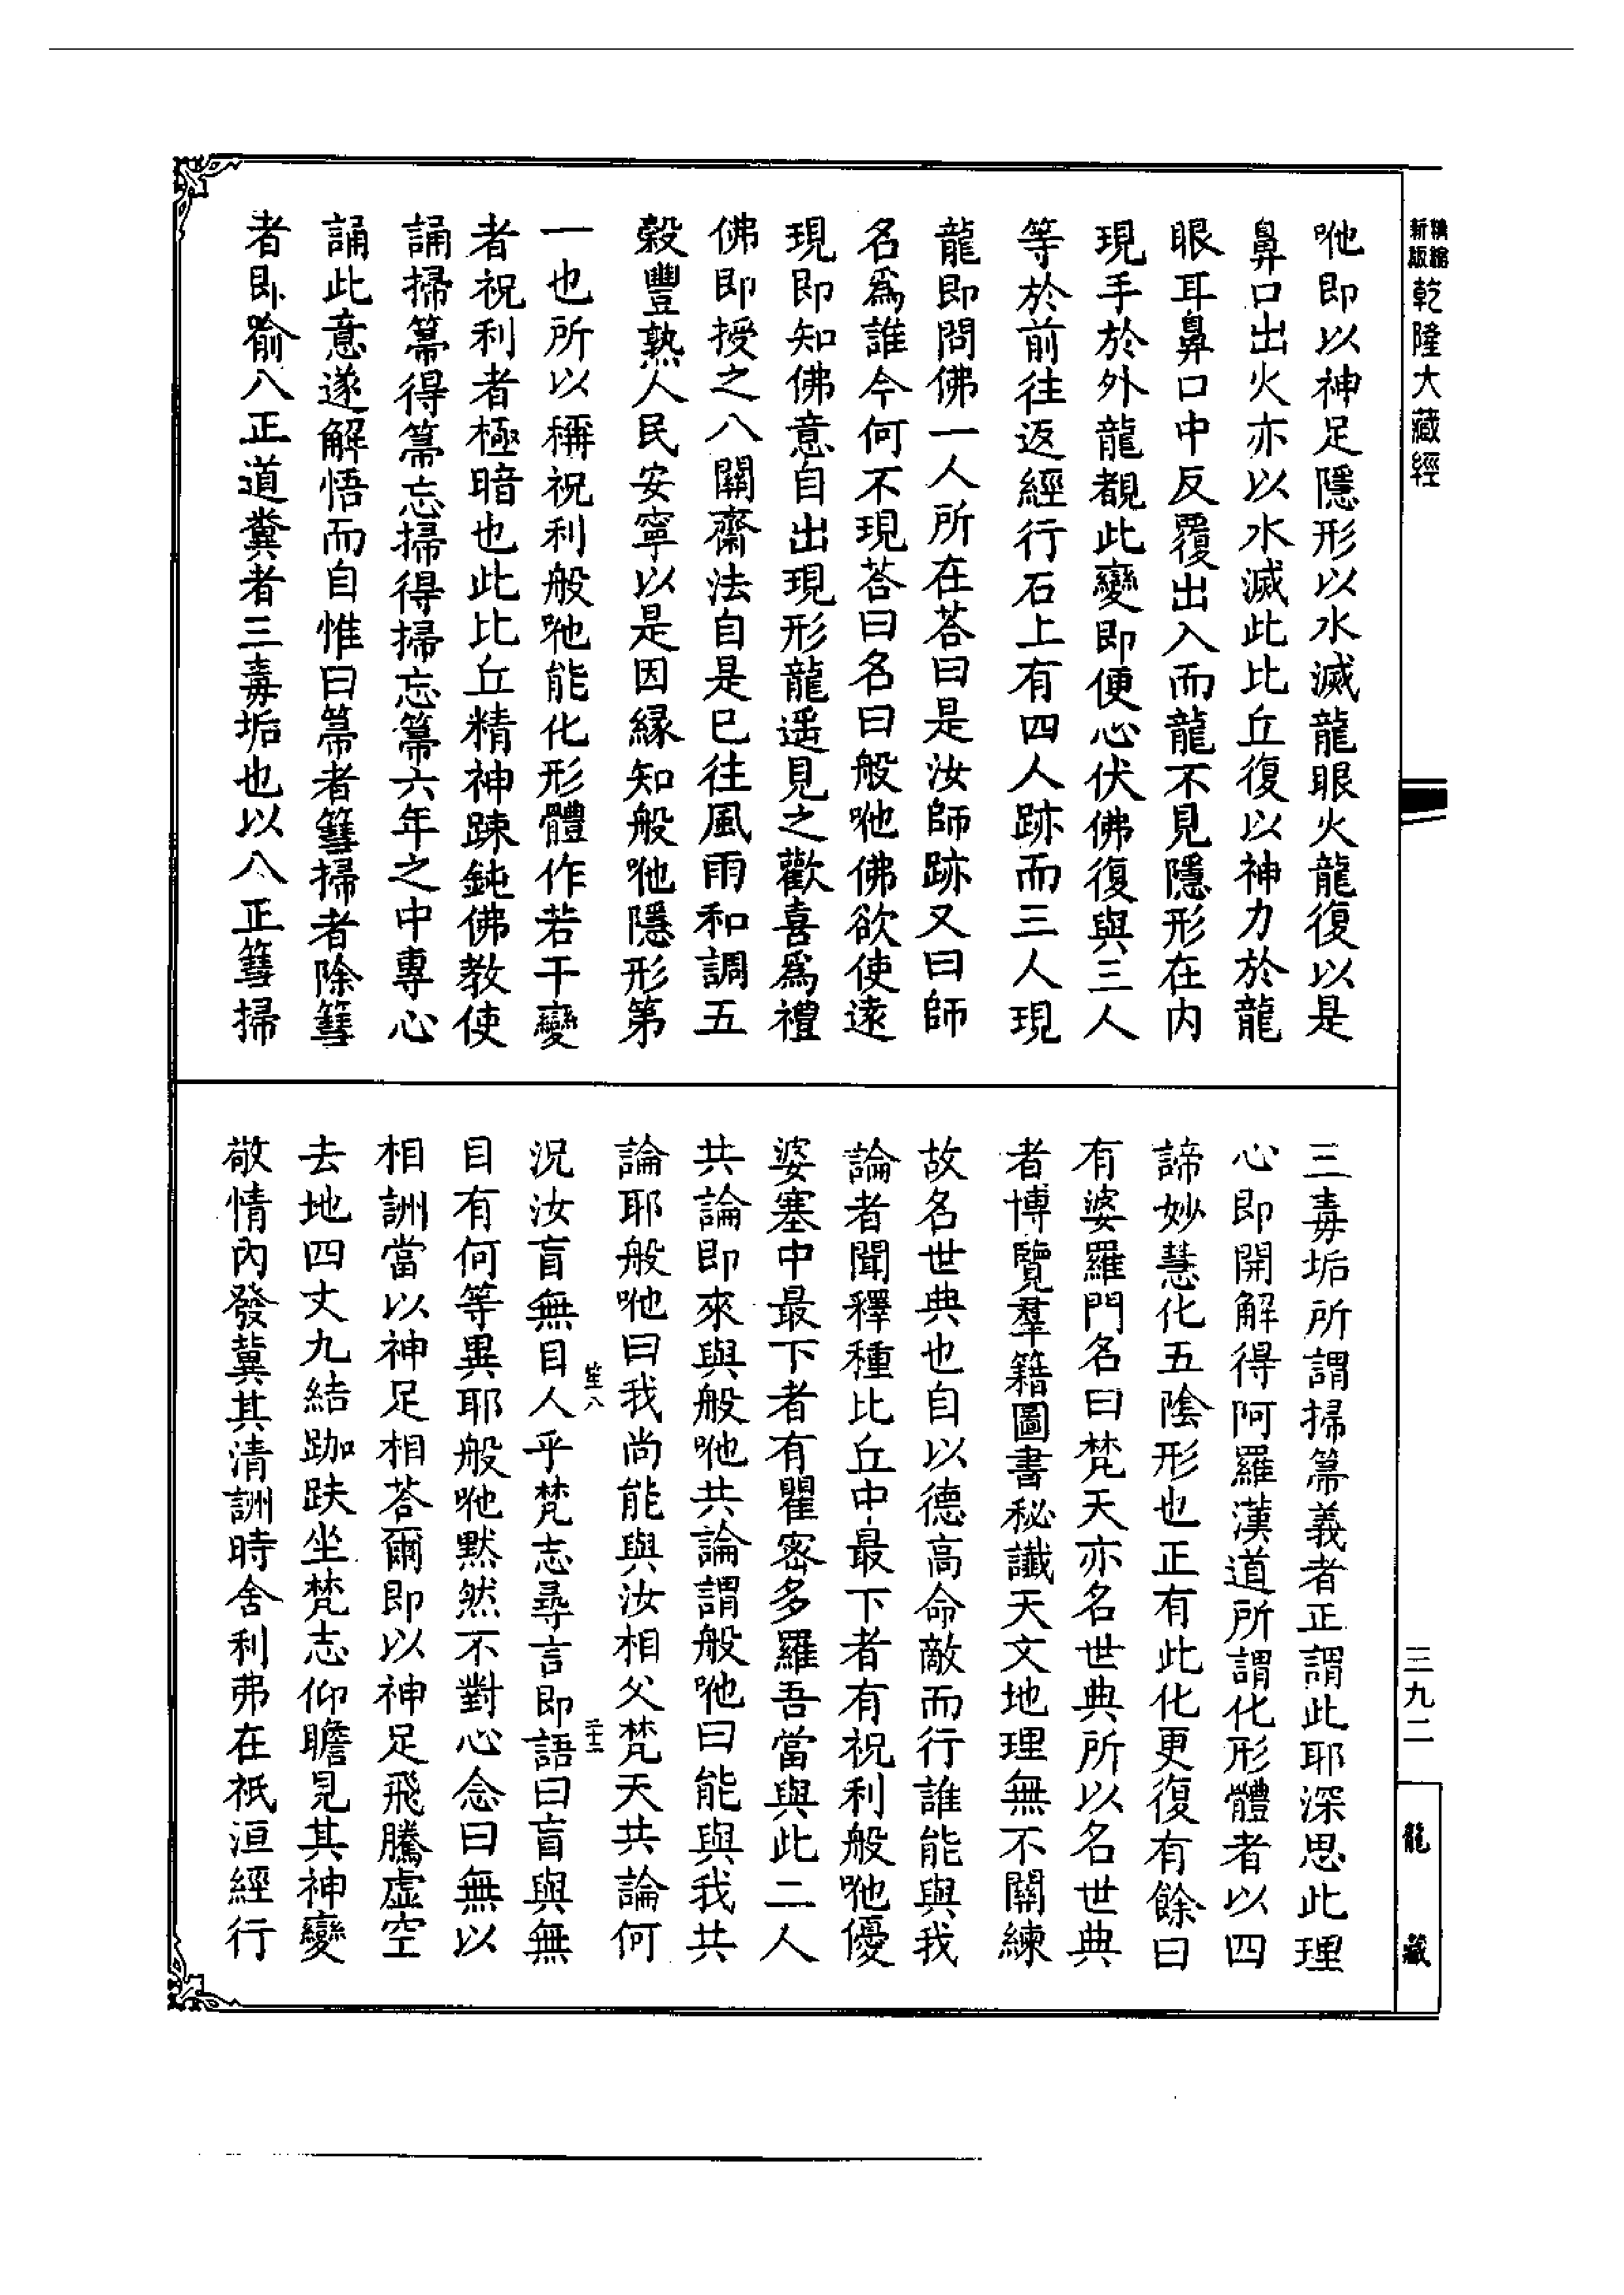 精縮新版乾隆大藏經
吔即以神足隱形以水滅龍眼火龍復以是
鼻口出火亦以水滅此比丘復以神力於龍
眼耳鼻口中反覆出入而龍不見隱形在內
現手於外龍覩此變即便心伏佛復與三人
等於前往返經行石上有四人跡而三人現
龍即問佛一人所在荅曰是汝師跡又曰師
名爲誰今何不現荅曰名曰般吔佛欲使遠
現即知佛意自出現形龍遥見之歡喜爲禮
佛即授之八關齋法自是已往風雨和調五
穀豐熟人民安寧以是因緣知般吔隱形第
一也所以稱祝利般吔能化形體作若干變
者祝利者極暗也此比丘精神踈鈍佛教使
誦掃箒得箒忘掃得掃忘箒六年之中專心
誦此意遂解悟而自惟曰箒者篲掃者除篲
者即喻八正道糞者三毒垢也以八正篲掃
三毒垢所謂掃箒義者正謂此耶深思此理
心即開解得阿羅漢道所謂化形體者以四
諦妙慧化五陰形也正有此化更復有餘曰
有婆羅門名曰梵天亦名世典所以名世典
者博覽羣籍圖書秘讖天文地理無不關練
故名世典也自以德高命敵而行誰能與我
論者聞釋種比丘中最下者有祝利般吔優
婆塞中最下者有瞿密多羅吾當與此二人
共論即來與般吔共論謂般吔曰能與我共
論耶般吔曰我尚能與汝相父梵天共論何
笙八
況汝盲無目人乎梵志尋言即語曰盲與無
目有何等異耶般吔默然不對心念曰無以
相詶當以神足相荅爾即以神足飛騰虛空
去地四丈九結跏趺坐梵志仰瞻見其神變
敬情內發冀其清詶時舍利弗在祇洹經行
三九二
龍藏